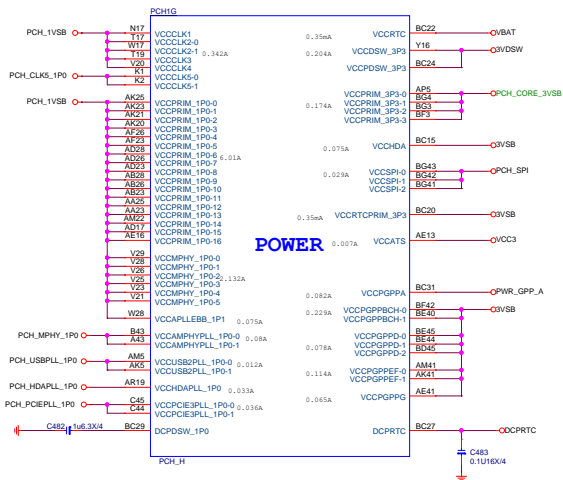 PCH1G
PCH_1VSB N17 VCCCLK1
T17 VCCCLK2-0
W17 VCCCLK2-1 0.342A
T19 VCCCLK3
V20 VCCCLK4
PCH_CLK5_1P0 K1 VCCCLK5-0
K2 VCCCLK5-1
PCH_1VSB AK25 VCCPRIM_1P0-0
AK23 VCCPRIM_1P0-1
AK21 VCCPRIM_1P0-2
AK20 VCCPRIM_1P0-3
AF26 VCCPRIM_1P0-4
AF23 VCCPRIM_1P0-5
AD28 VCCPRIM_1P0-6 6.01A
AD26 VCCPRIM_1P0-7
AD23 VCCPRIM_1P0-8
AB28 VCCPRIM_1P0-9
AB26 VCCPRIM_1P0-10
AB23 VCCPRIM_1P0-11
AA25 VCCPRIM_1P0-12
AA23 VCCPRIM_1P0-13
AM22 VCCPRIM_1P0-14
AD17 VCCPRIM_1P0-15
AE16 VCCPRIM_1P0-16
V29 VCCMPHY_1P0-0
V28 VCCMPHY_1P0-1
V26 VCCMPHY_1P0-2 2.132A
V25 VCCMPHY_1P0-3
V23 VCCMPHY_1P0-4
V21 VCCMPHY_1P0-5
W28 VCCAPLLEBB_1P1 0.075A
PCH_MPHY_1P0 B43 VCCAMPHYPLL_1P0-0 0.08A
A43 VCCAMPHYPLL_1P0-1
PCH_USBPLL_1P0 AM5 VCCUSB2PLL_1P0-0 0.012A
AK5 VCCUSB2PLL_1P0-1
PCH_HDAPLL_1P0 AR19 VCCHDAPLL_1P0 0.033A
PCH_PCIEPLL_1P0 C45 VCCPCIE3PLL_1P0-0 0.036A
C44 VCCPCIE3PLL_1P0-1
C482 1u6.3X/4 BC29 DCPDSW_1P0
PCH_H
POWER
0.35mA VCCRTC BC22 VBAT
0.204A VCCDSW_3P3 Y16 3VDSW
VCCPDSW_3P3 BC24
VCCPRIM_3P3-0 AP5 PCH_CORE_3VSB
0.174A VCCPRIM_3P3-1 BG4
VCCPRIM_3P3-2 BG3
VCCPRIM_3P3-3 BF3
0.075A VCCHDA BC15 3VSB
0.029A VCCSPI-0 BG43 PCH_SPI
VCCSPI-1 BG42
VCCSPI-2 BG41
0.35mA VCCRTCPRIM_3P3 BC20 3VSB
0.007A VCCATS AE13 VCC3
0.082A VCCPGPPA BC31 PWR_GPP_A
0.229A VCCPGPPBCH-0 BF42 3VSB
VCCPGPPBCH-1 BE40
VCCPGPPD-0 BE45
0.078A VCCPGPPD-1 BE44
VCCPGPPD-2 BD45
0.114A VCCPGPPEF-0 AM41
VCCPGPPEF-1 AK41
0.065A VCCPGPPG AE41
DCPRTC BC27 DCPRTC
C483
0.1U16X/4